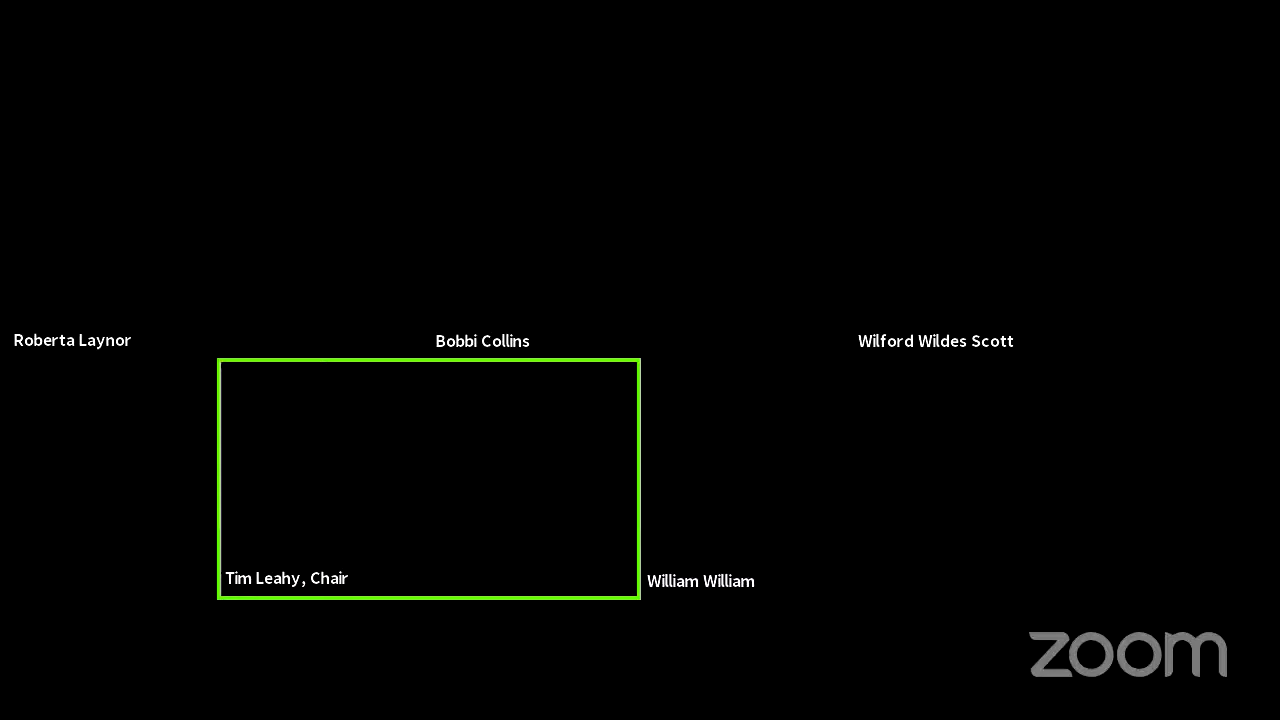 Roberta Laynor
Bobbi Collins
Wilford Wildes Scott
Tim Leahy, Chair
William William
zoom